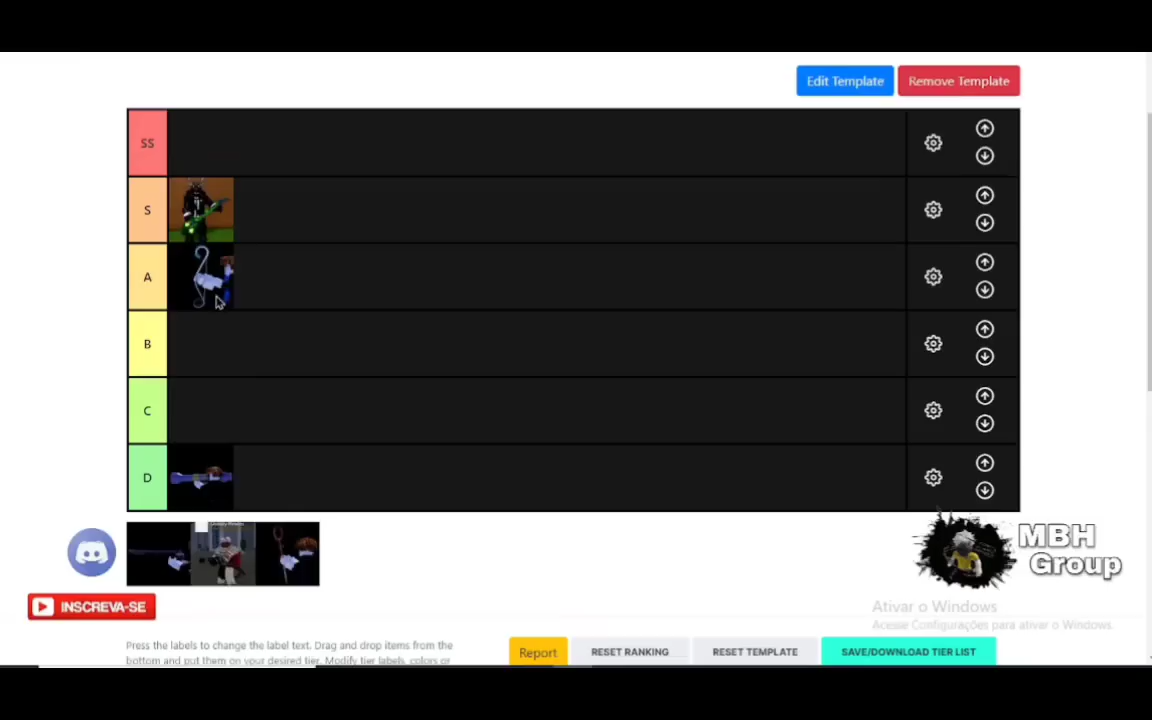 Edit Template
Remove Template
SS
S
A
B
C
D
MBH
Group
INSCREVA-SE
Ativar o Windows
Acesse Configurações para ativar o Windows.
Press the labels to change the label text. Drag and drop items from the
bottom and put them on your desired tier. Modify tier labels, colors or
Report
RESET RANKING
RESET TEMPLATE
SAVE/DOWNLOAD TIER LIST